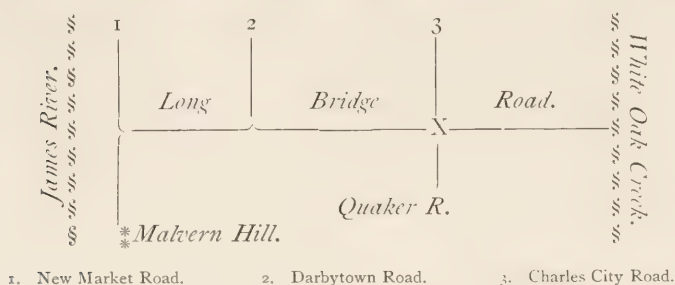 1 2 3
James River.
White Oak Creek.
Long Bridge Road.
X
Quaker R.
Malvern Hill.
1. New Market Road. 2, Darbytown Road. 3. Charles City Road.